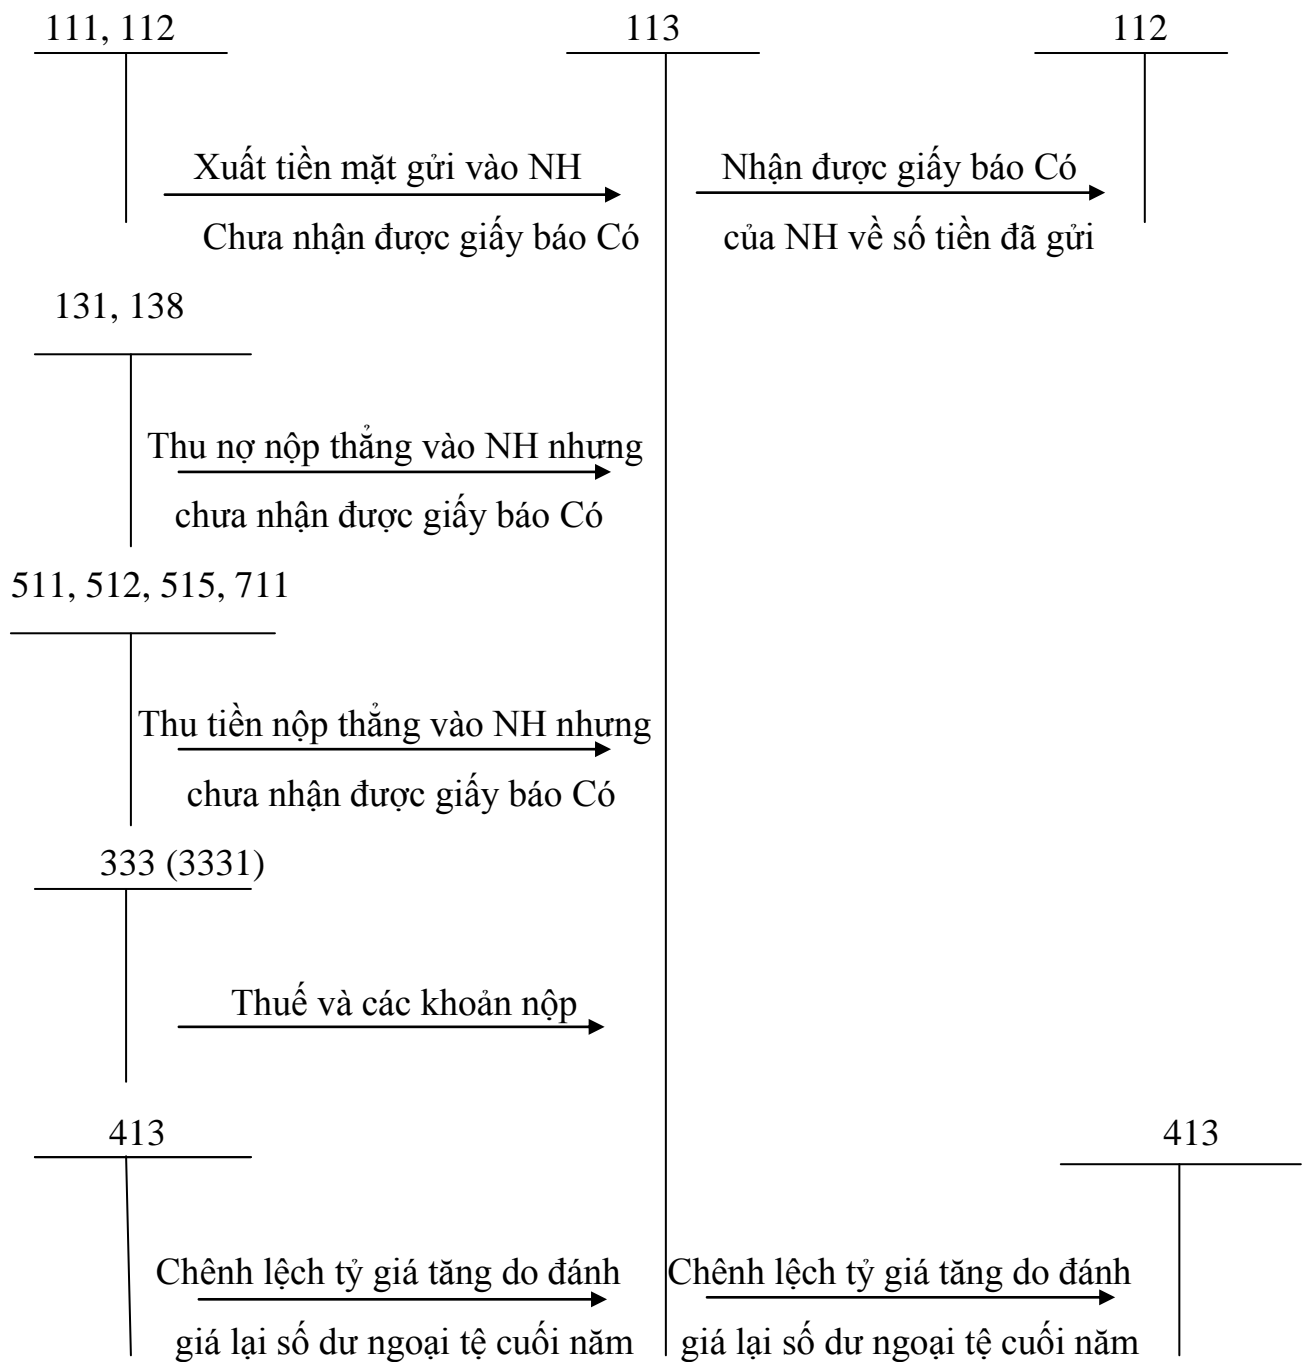 111, 112
113
112
Xuất tiền mặt gửi vào NH
Chưa nhận được giấy báo Có
Nhận được giấy báo Có
của NH về số tiền đã gửi
131, 138
Thu nợ nộp thẳng vào NH nhưng
chưa nhận được giấy báo Có
511, 512, 515, 711
Thu tiền nộp thẳng vào NH nhưng
chưa nhận được giấy báo Có
333 (3331)
Thuế và các khoản nộp
413
413
Chênh lệch tỷ giá tăng do đánh
giá lại số dư ngoại tệ cuối năm
Chênh lệch tỷ giá tăng do đánh
giá lại số dư ngoại tệ cuối năm